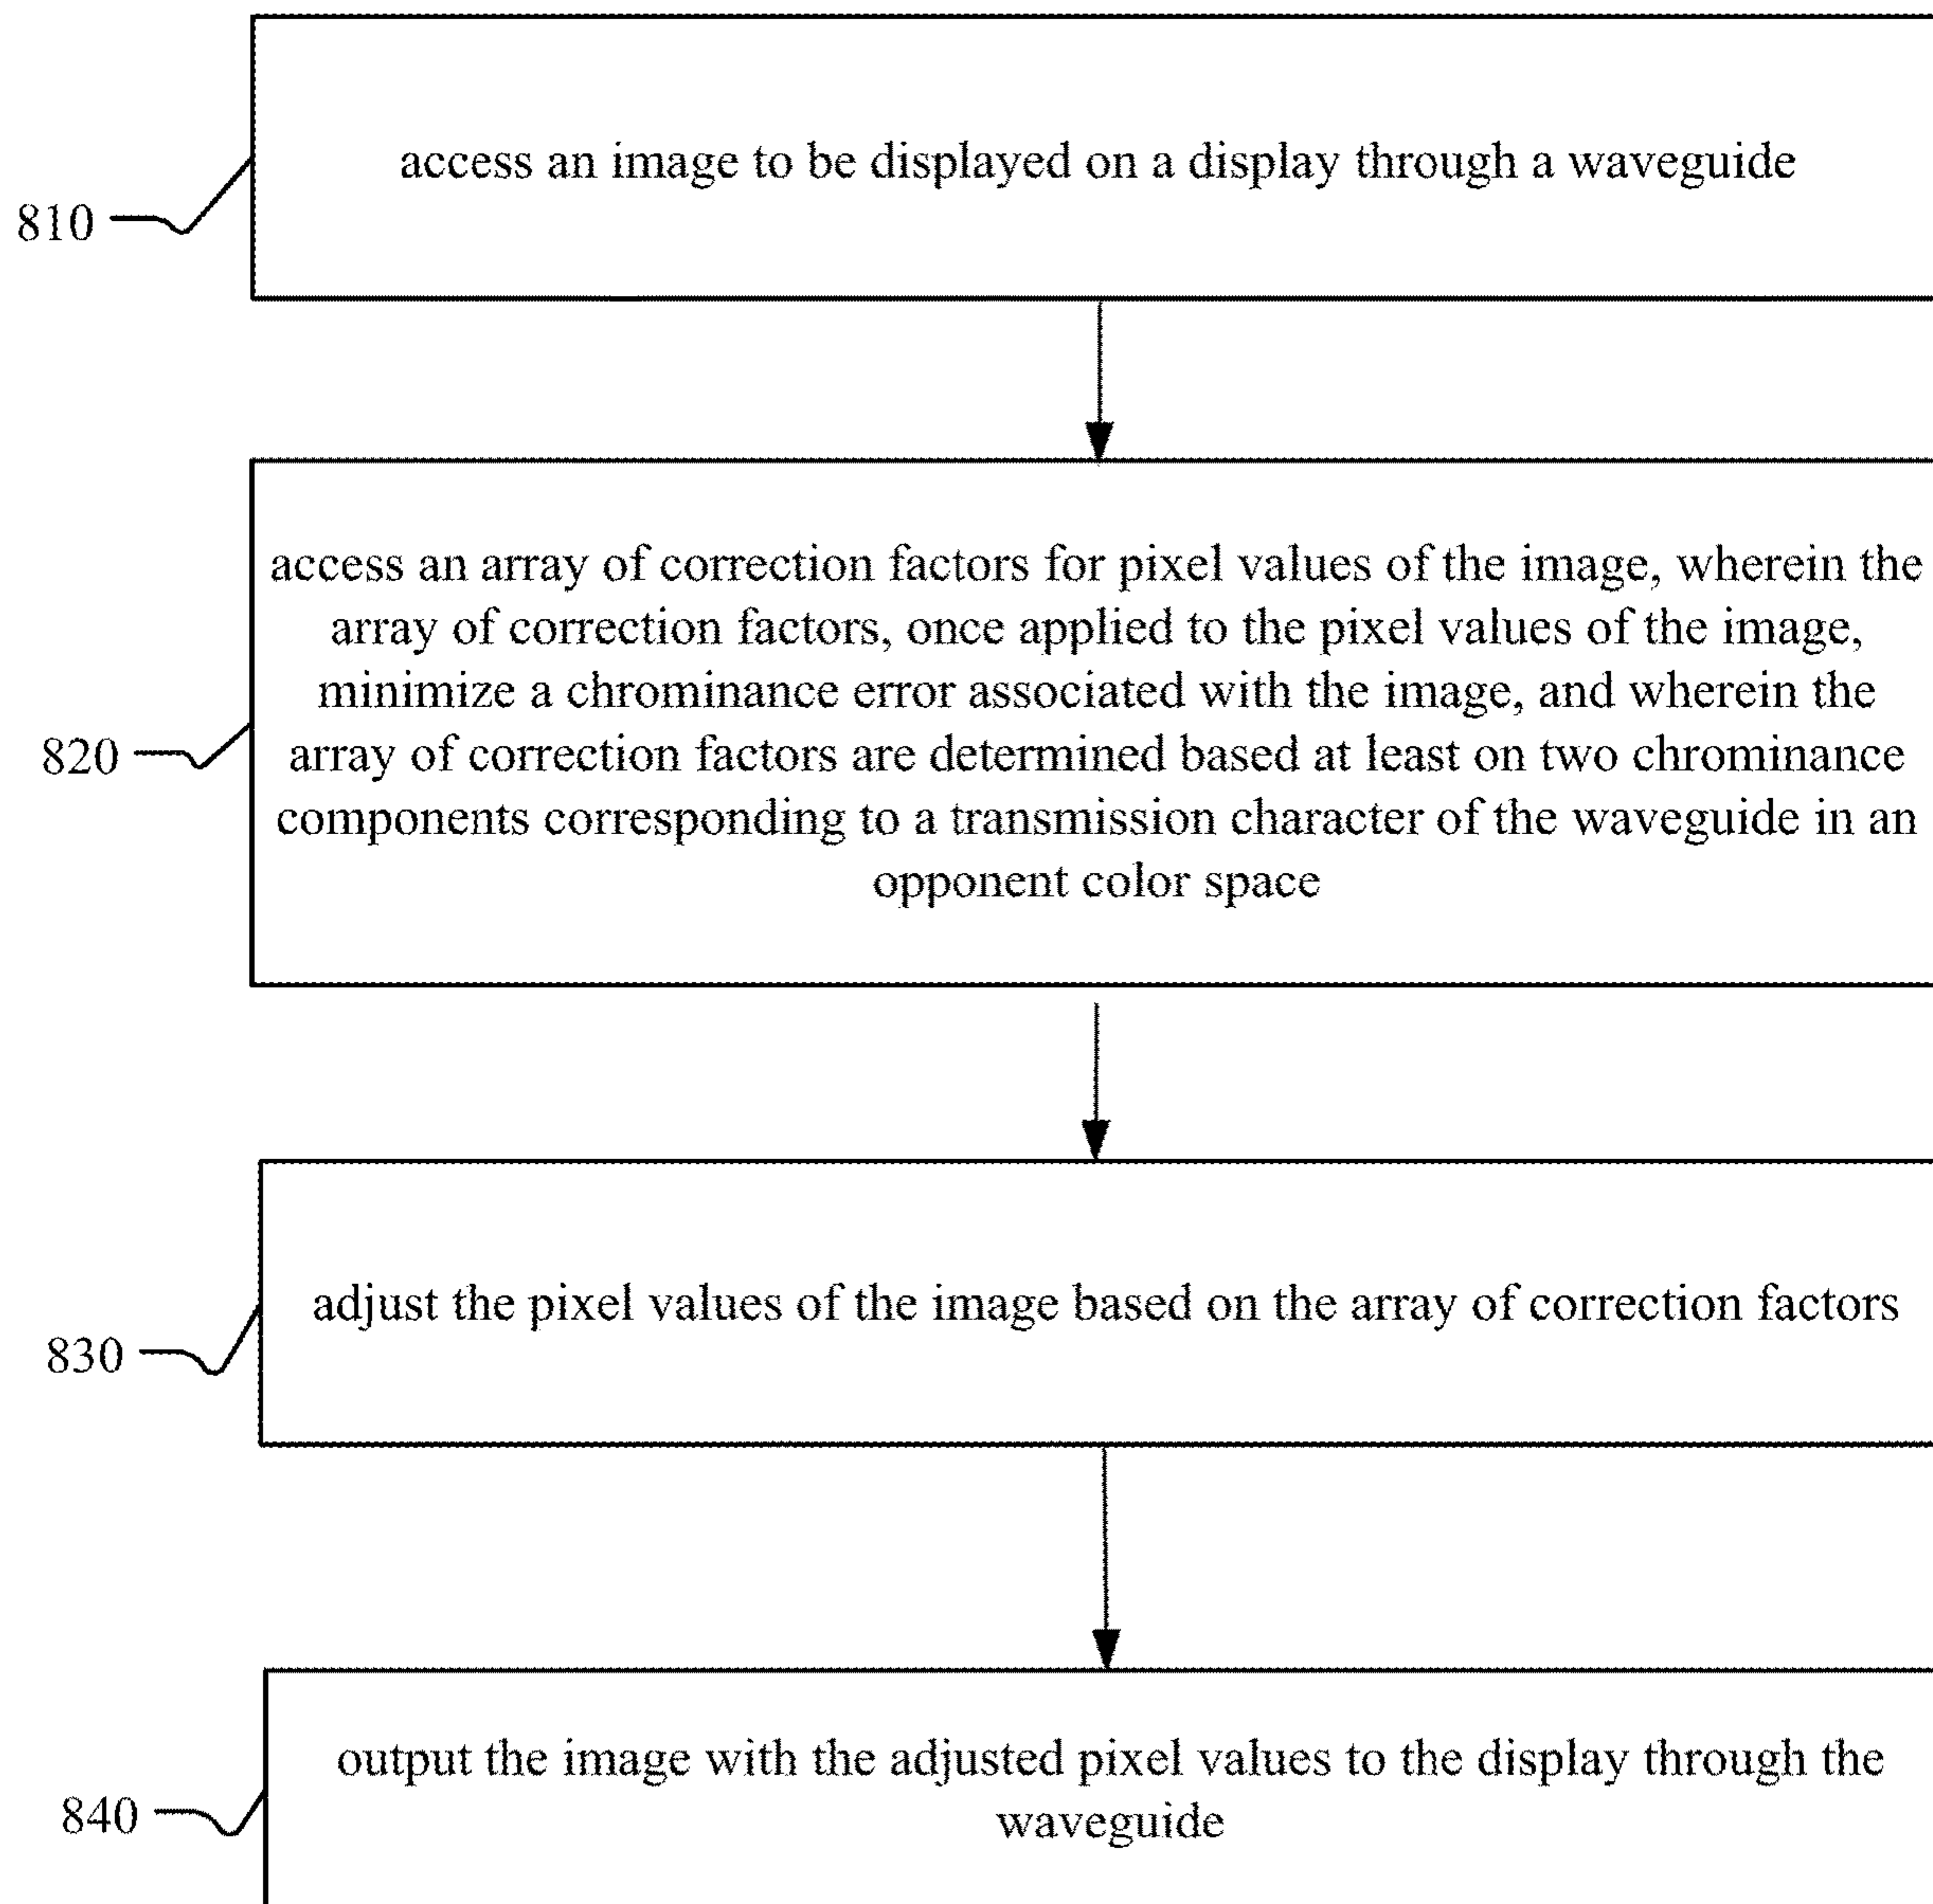 access an image to be displayed on a display through a waveguide
810
access an array of correction factors for pixel values of the image, wherein the
array of correction factors, once applied to the pixel values of the image,
minimize a chrominance error associated with the image, and wherein the
array of correction factors are determined based at least on two chrominance
components corresponding to a transmission character of the waveguide in an
opponent color space
820
adjust the pixel values of the image based on the array of correction factors
830
output the image with the adjusted pixel values to the display through the
waveguide
840